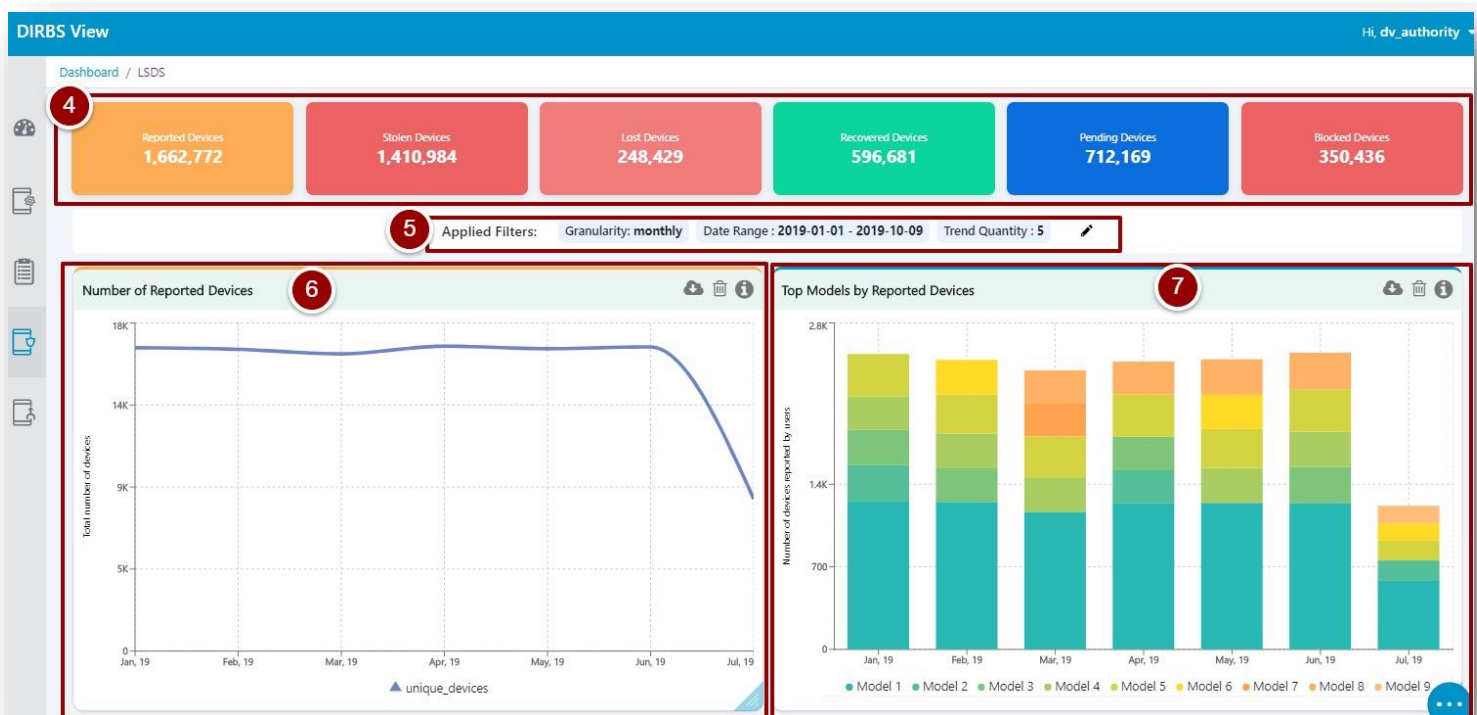 DIRBS View
Hi, dv_authority
Dashboard / LSDS
4
Reported Devices
1,662,772
Stolen Devices
1,410,984
Lost Devices
248,429
Recovered Devices
596,681
Pending Devices
712,169
Blocked Devices
350,436
5
Applied Filters: Granularity: monthly Date Range : 2019-01-01 - 2019-10-09 Trend Quantity : 5
Number of Reported Devices
6
Total number of devices
18K
14K
9K
5K
0
Jan, 19 Feb, 19 Mar, 19 Apr, 19 May, 19 Jun, 19 Jul, 19
unique_devices
Top Models by Reported Devices
7
Number of devices reported by users
2.8K
1.4K
700
0
Jan, 19 Feb, 19 Mar, 19 Apr, 19 May, 19 Jun, 19 Jul, 19
Model 1 Model 2 Model 3 Model 4 Model 5 Model 6 Model 7 Model 8 Model 9